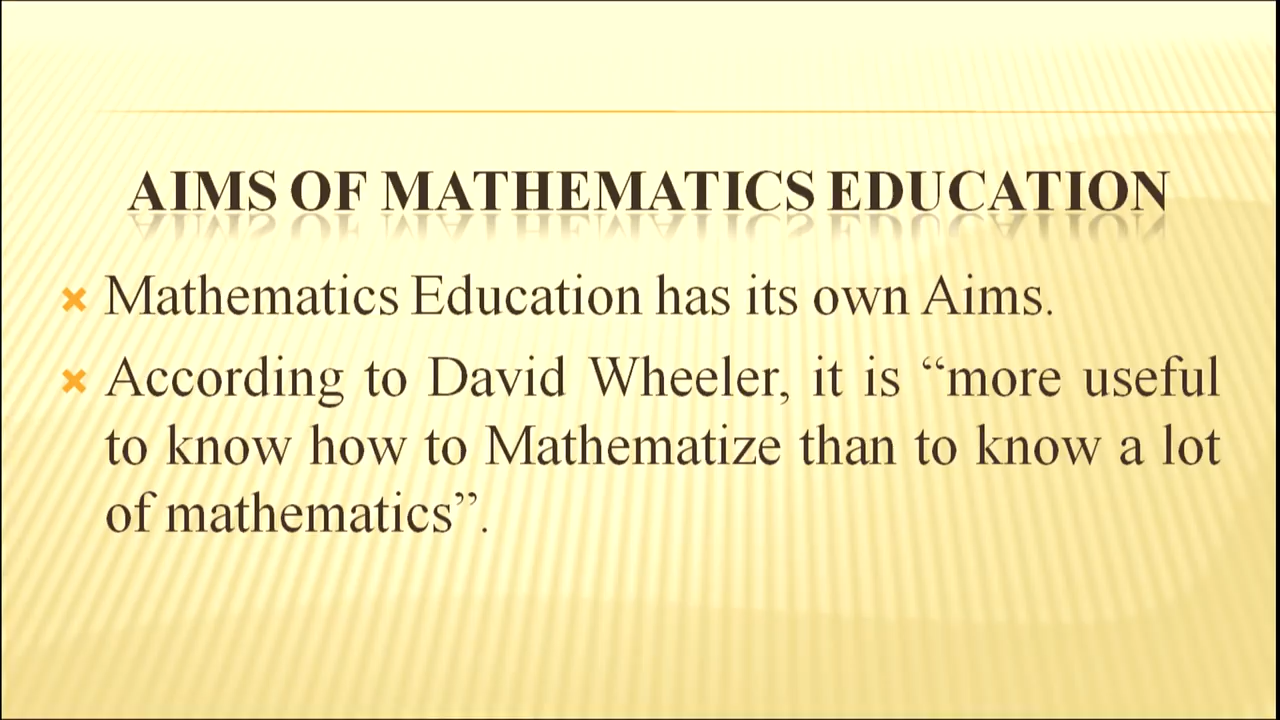 AIMS OF MATHEMATICS EDUCATION
Mathematics Education has its own Aims.
According to David Wheeler, it is “more useful
to know how to Mathematize than to know a lot
of mathematics”.